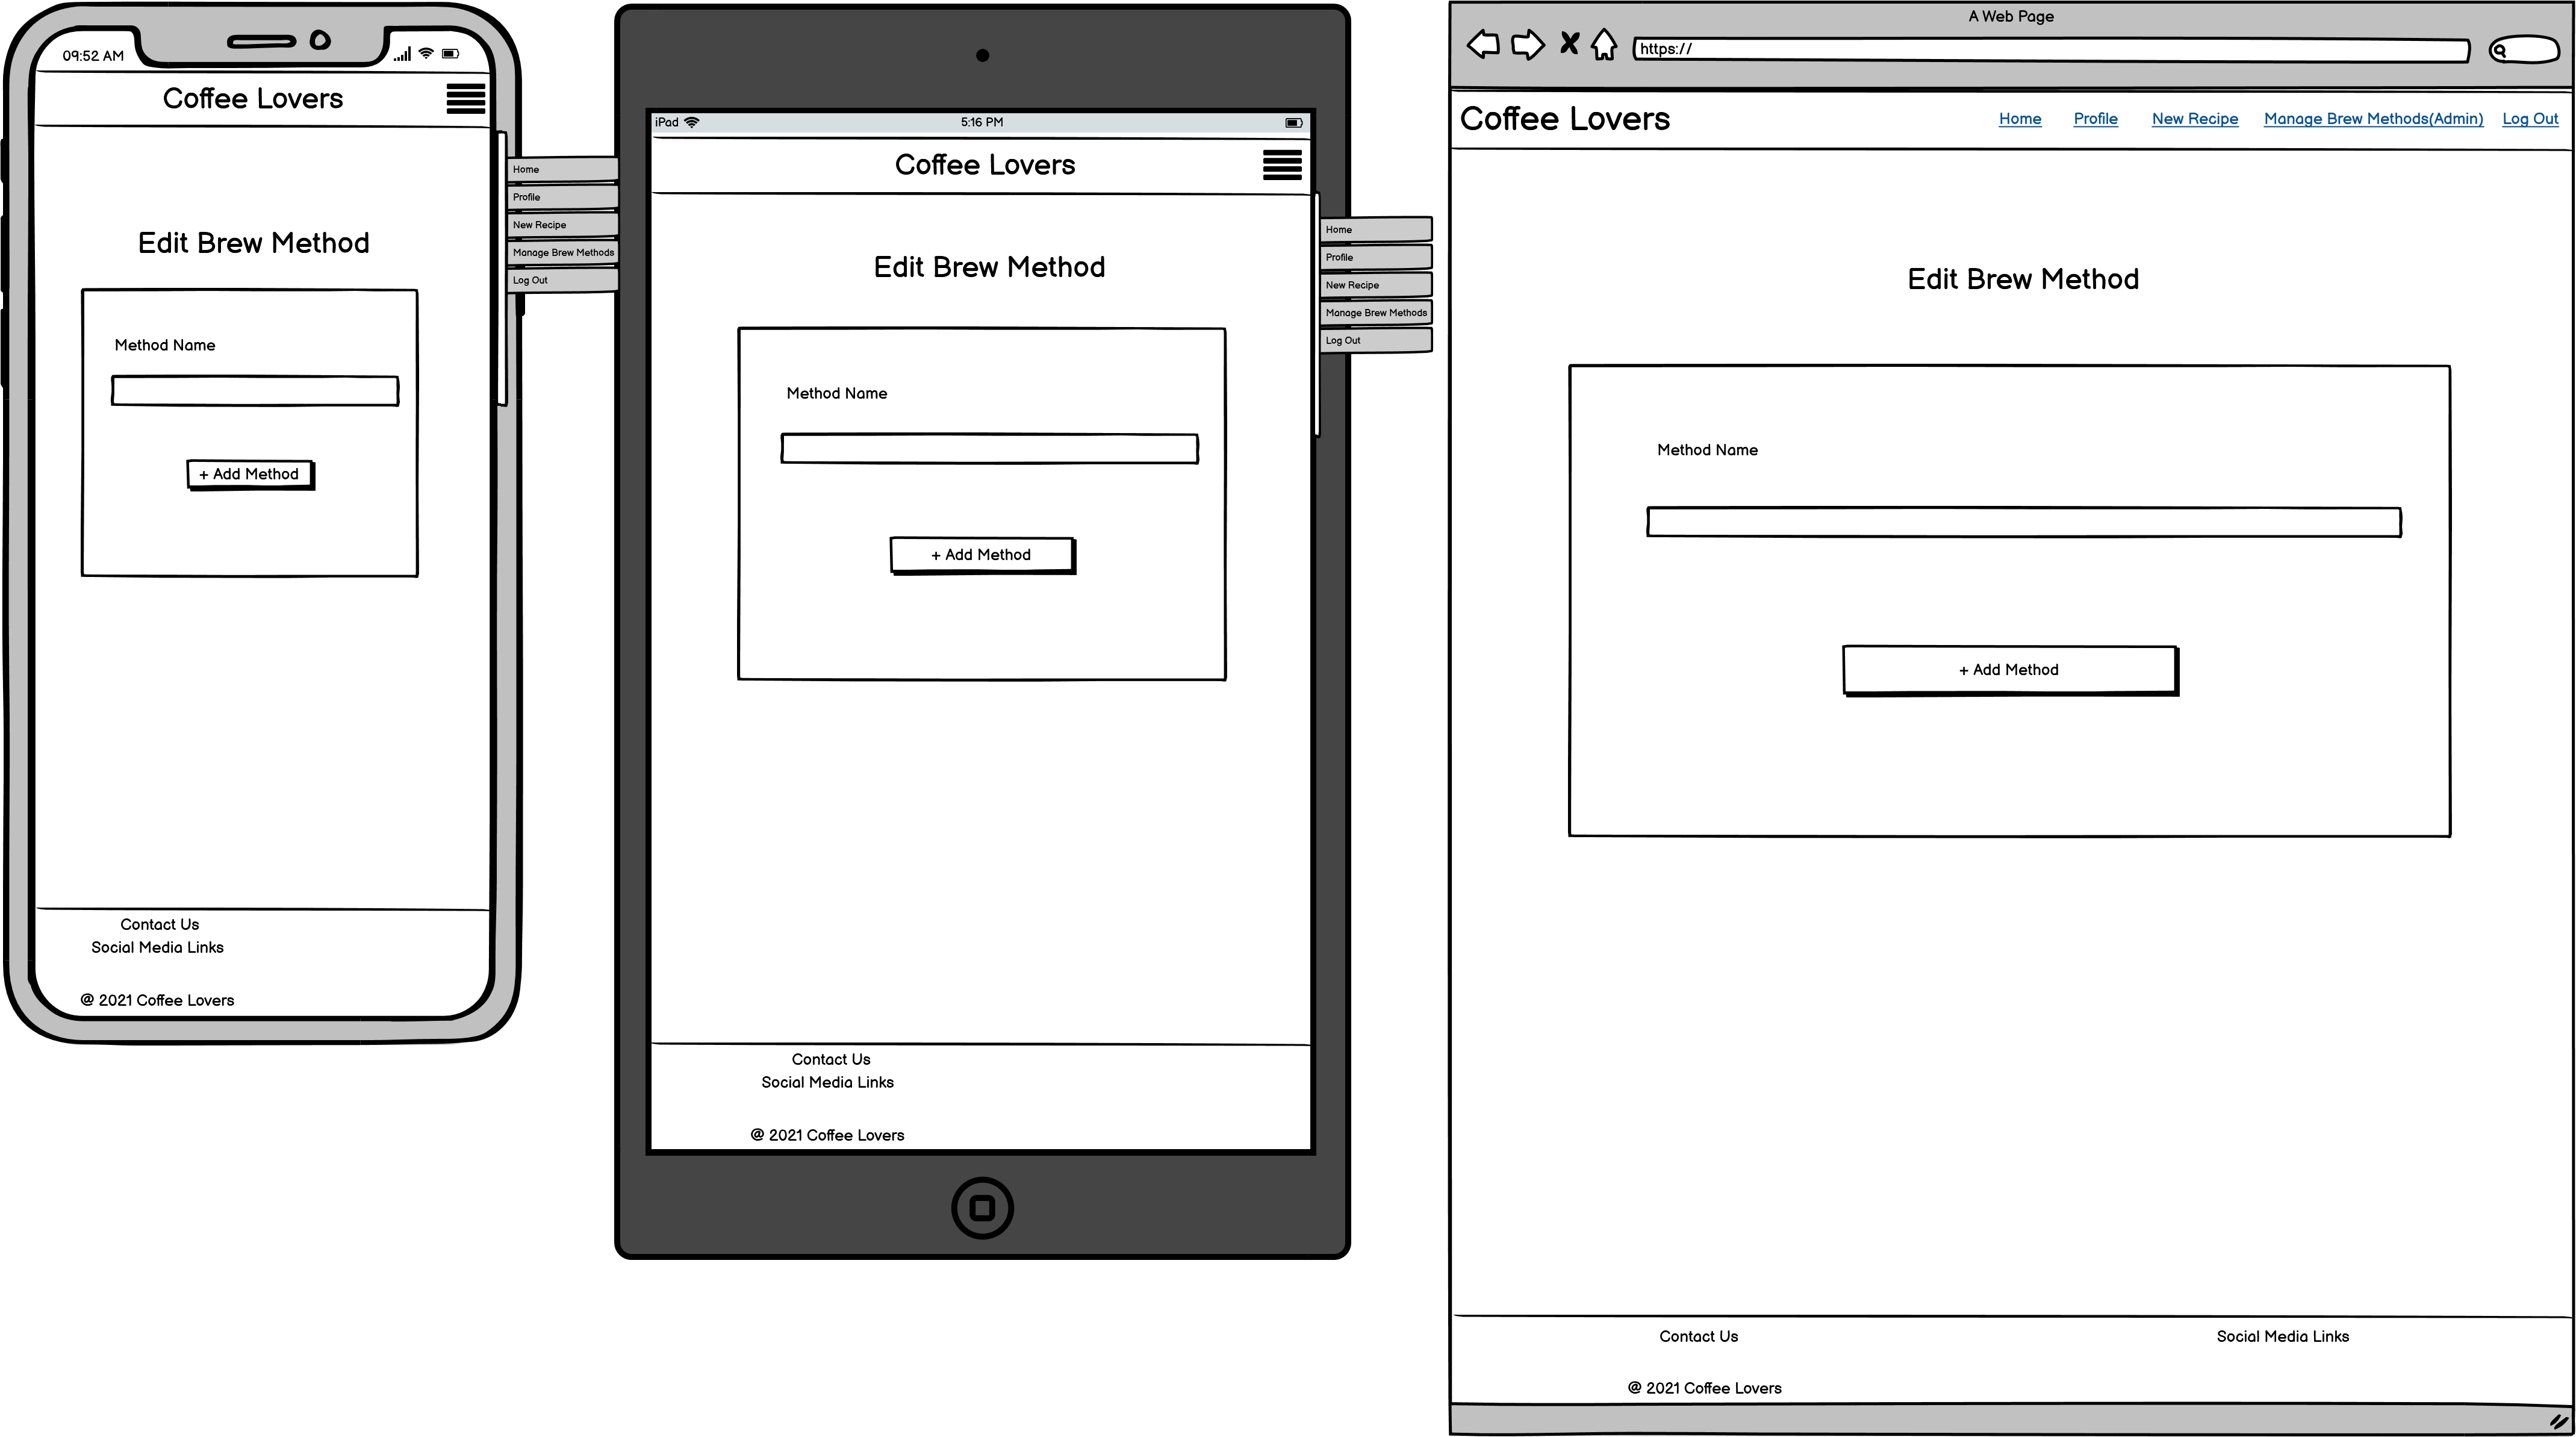 09:52 AM
Coffee Lovers
Home
Profile
New Recipe
Manage Brew Methods
Log Out
Edit Brew Method
Method Name
+ Add Method
Contact Us
Social Media Links
@ 2021 Coffee Lovers
iPad
5:16 PM
Coffee Lovers
Home
Profile
New Recipe
Manage Brew Methods
Log Out
Edit Brew Method
Method Name
+ Add Method
Contact Us
Social Media Links
@ 2021 Coffee Lovers
A Web Page
https://
Coffee Lovers Home Profile New Recipe Manage Brew Methods(Admin) Log Out
Edit Brew Method
Method Name
+ Add Method
Contact Us Social Media Links
@ 2021 Coffee Lovers